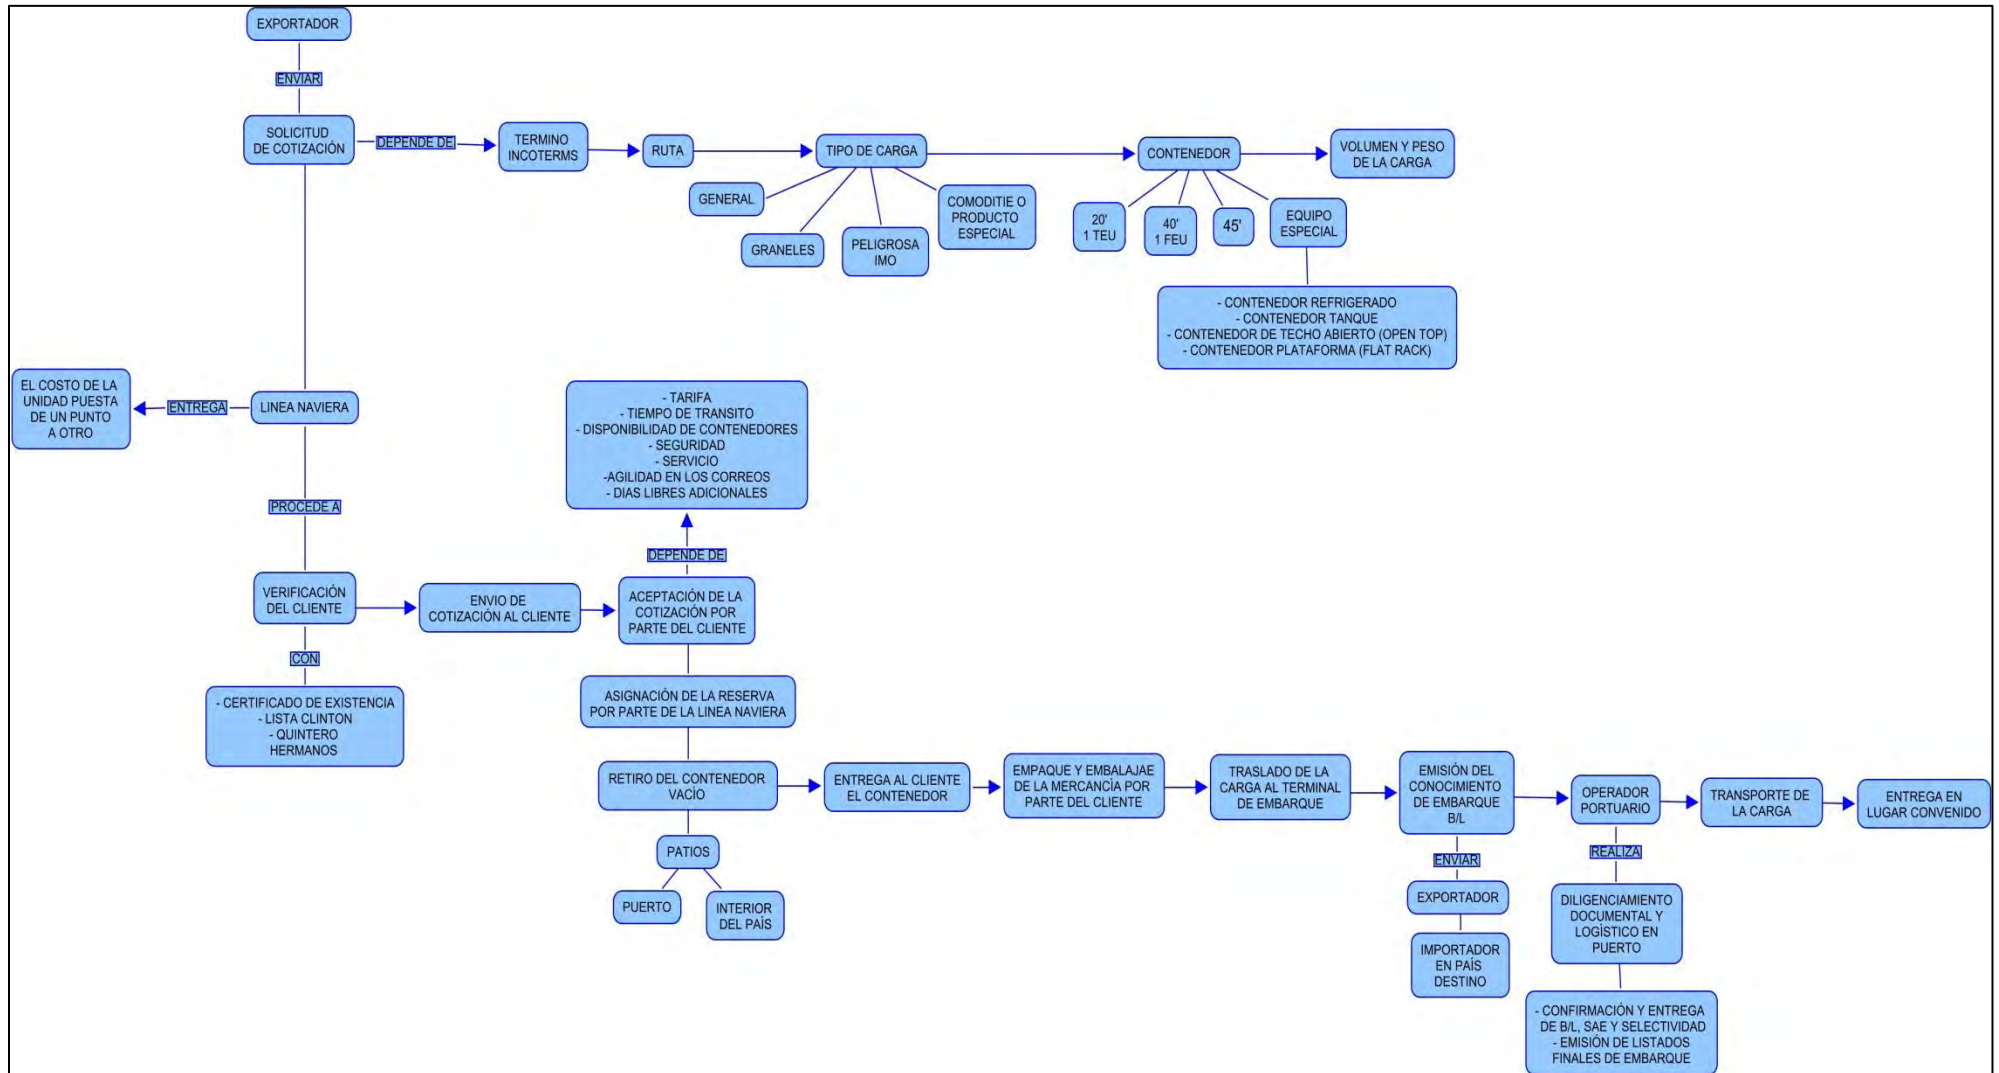 EXPORTADOR
ENVIAR
SOLICITUD
DE COTIZACIÓN
DEPENDE DE
TERMINO
INCOTERMS
RUTA
TIPO DE CARGA
CONTENEDOR
VOLUMEN Y PESO
DE LA CARGA
GENERAL
GRANELES
PELIGROSA
IMO
COMODITIE O
PRODUCTO
ESPECIAL
20'
1 TEU
40'
1 FEU
45'
EQUIPO
ESPECIAL
- CONTENEDOR REFRIGERADO
- CONTENEDOR TANQUE
- CONTENEDOR DE TECHO ABIERTO (OPEN TOP)
- CONTENEDOR PLATAFORMA (FLAT RACK)
EL COSTO DE LA
UNIDAD PUESTA
DE UN PUNTO
A OTRO
ENTREGA
LINEA NAVIERA
- TARIFA
- TIEMPO DE TRANSITO
- DISPONIBILIDAD DE CONTENEDORES
- SEGURIDAD
- SERVICIO
-AGILIDAD EN LOS CORREOS
- DIAS LIBRES ADICIONALES
PROCEDE A
DEPENDE DE
VERIFICACIÓN
DEL CLIENTE
ENVIO DE
COTIZACIÓN AL CLIENTE
ACEPTACIÓN DE LA
COTIZACIÓN POR
PARTE DEL CLIENTE
CON
- CERTIFICADO DE EXISTENCIA
- LISTA CLINTON
- QUINTERO
HERMANOS
ASIGNACIÓN DE LA RESERVA
POR PARTE DE LA LINEA NAVIERA
RETIRO DEL CONTENEDOR
VACÍO
ENTREGA AL CLIENTE
EL CONTENEDOR
EMPAQUE Y EMBALAJAE
DE LA MERCANCÍA POR
PARTE DEL CLIENTE
TRASLADO DE LA
CARGA AL TERMINAL
DE EMBARQUE
EMISIÓN DEL
CONOCIMIENTO
DE EMBARQUE
B/L
OPERADOR
PORTUARIO
TRANSPORTE DE
LA CARGA
ENTREGA EN
LUGAR CONVENIDO
PATIOS
PUERTO
INTERIOR
DEL PAÍS
ENVIAR
EXPORTADOR
IMPORTADOR
EN PAÍS
DESTINO
REALIZA
DILIGENCIAMIENTO
DOCUMENTAL Y
LOGÍSTICO EN
PUERTO
- CONFIRMACIÓN Y ENTREGA
DE B/L, SAE Y SELECTIVIDAD
- EMISIÓN DE LISTADOS
FINALES DE EMBARQUE